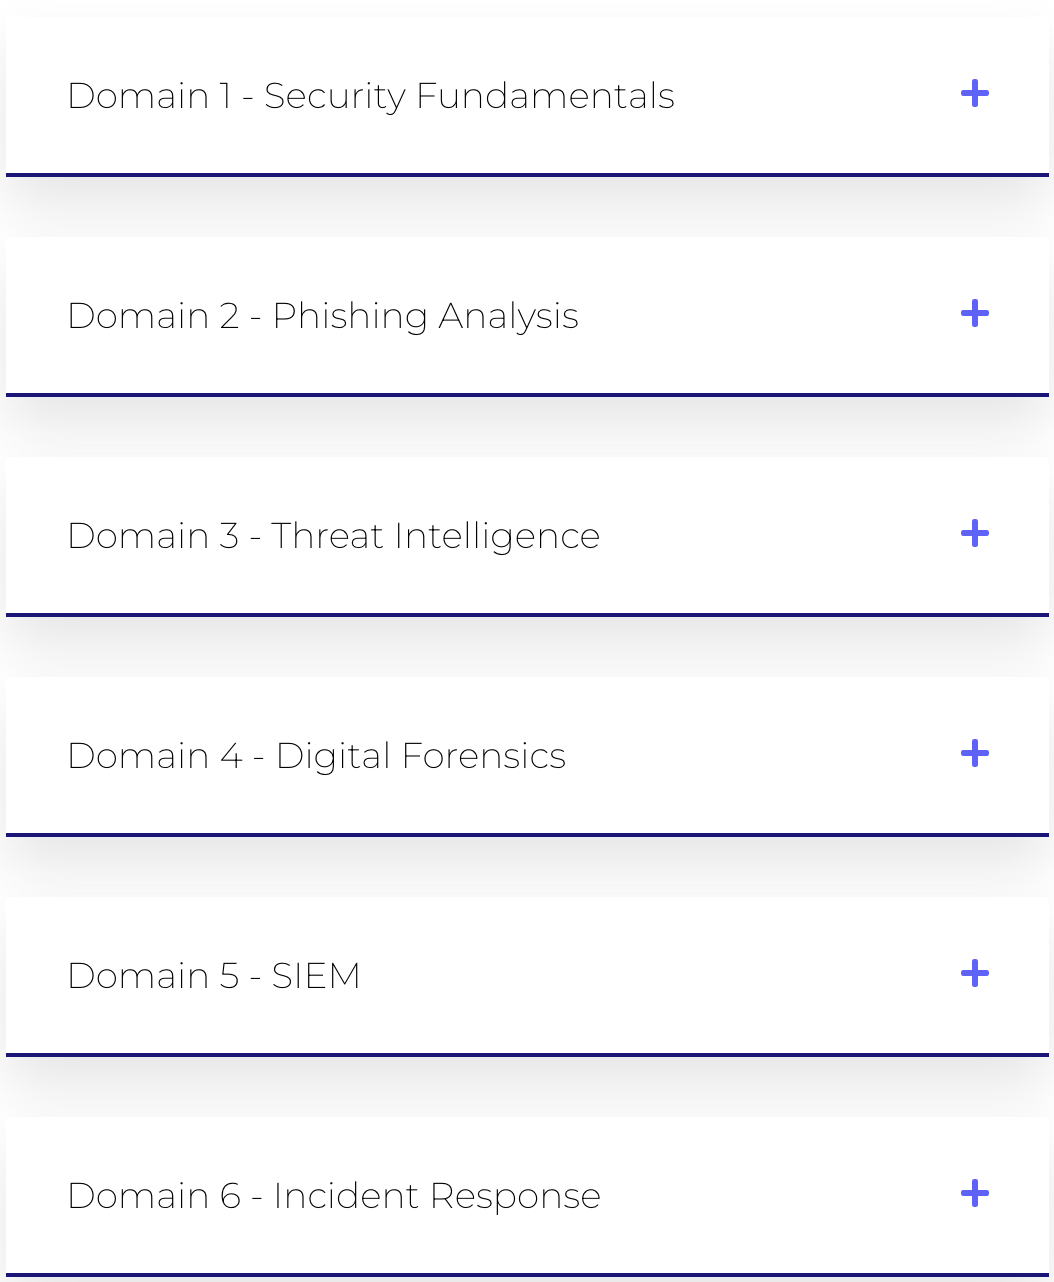 Domain 1 - Security Fundamentals
Domain 2 - Phishing Analysis
Domain 3 - Threat Intelligence
Domain 4 - Digital Forensics
Domain 5 - SIEM
Domain 6 - Incident Response